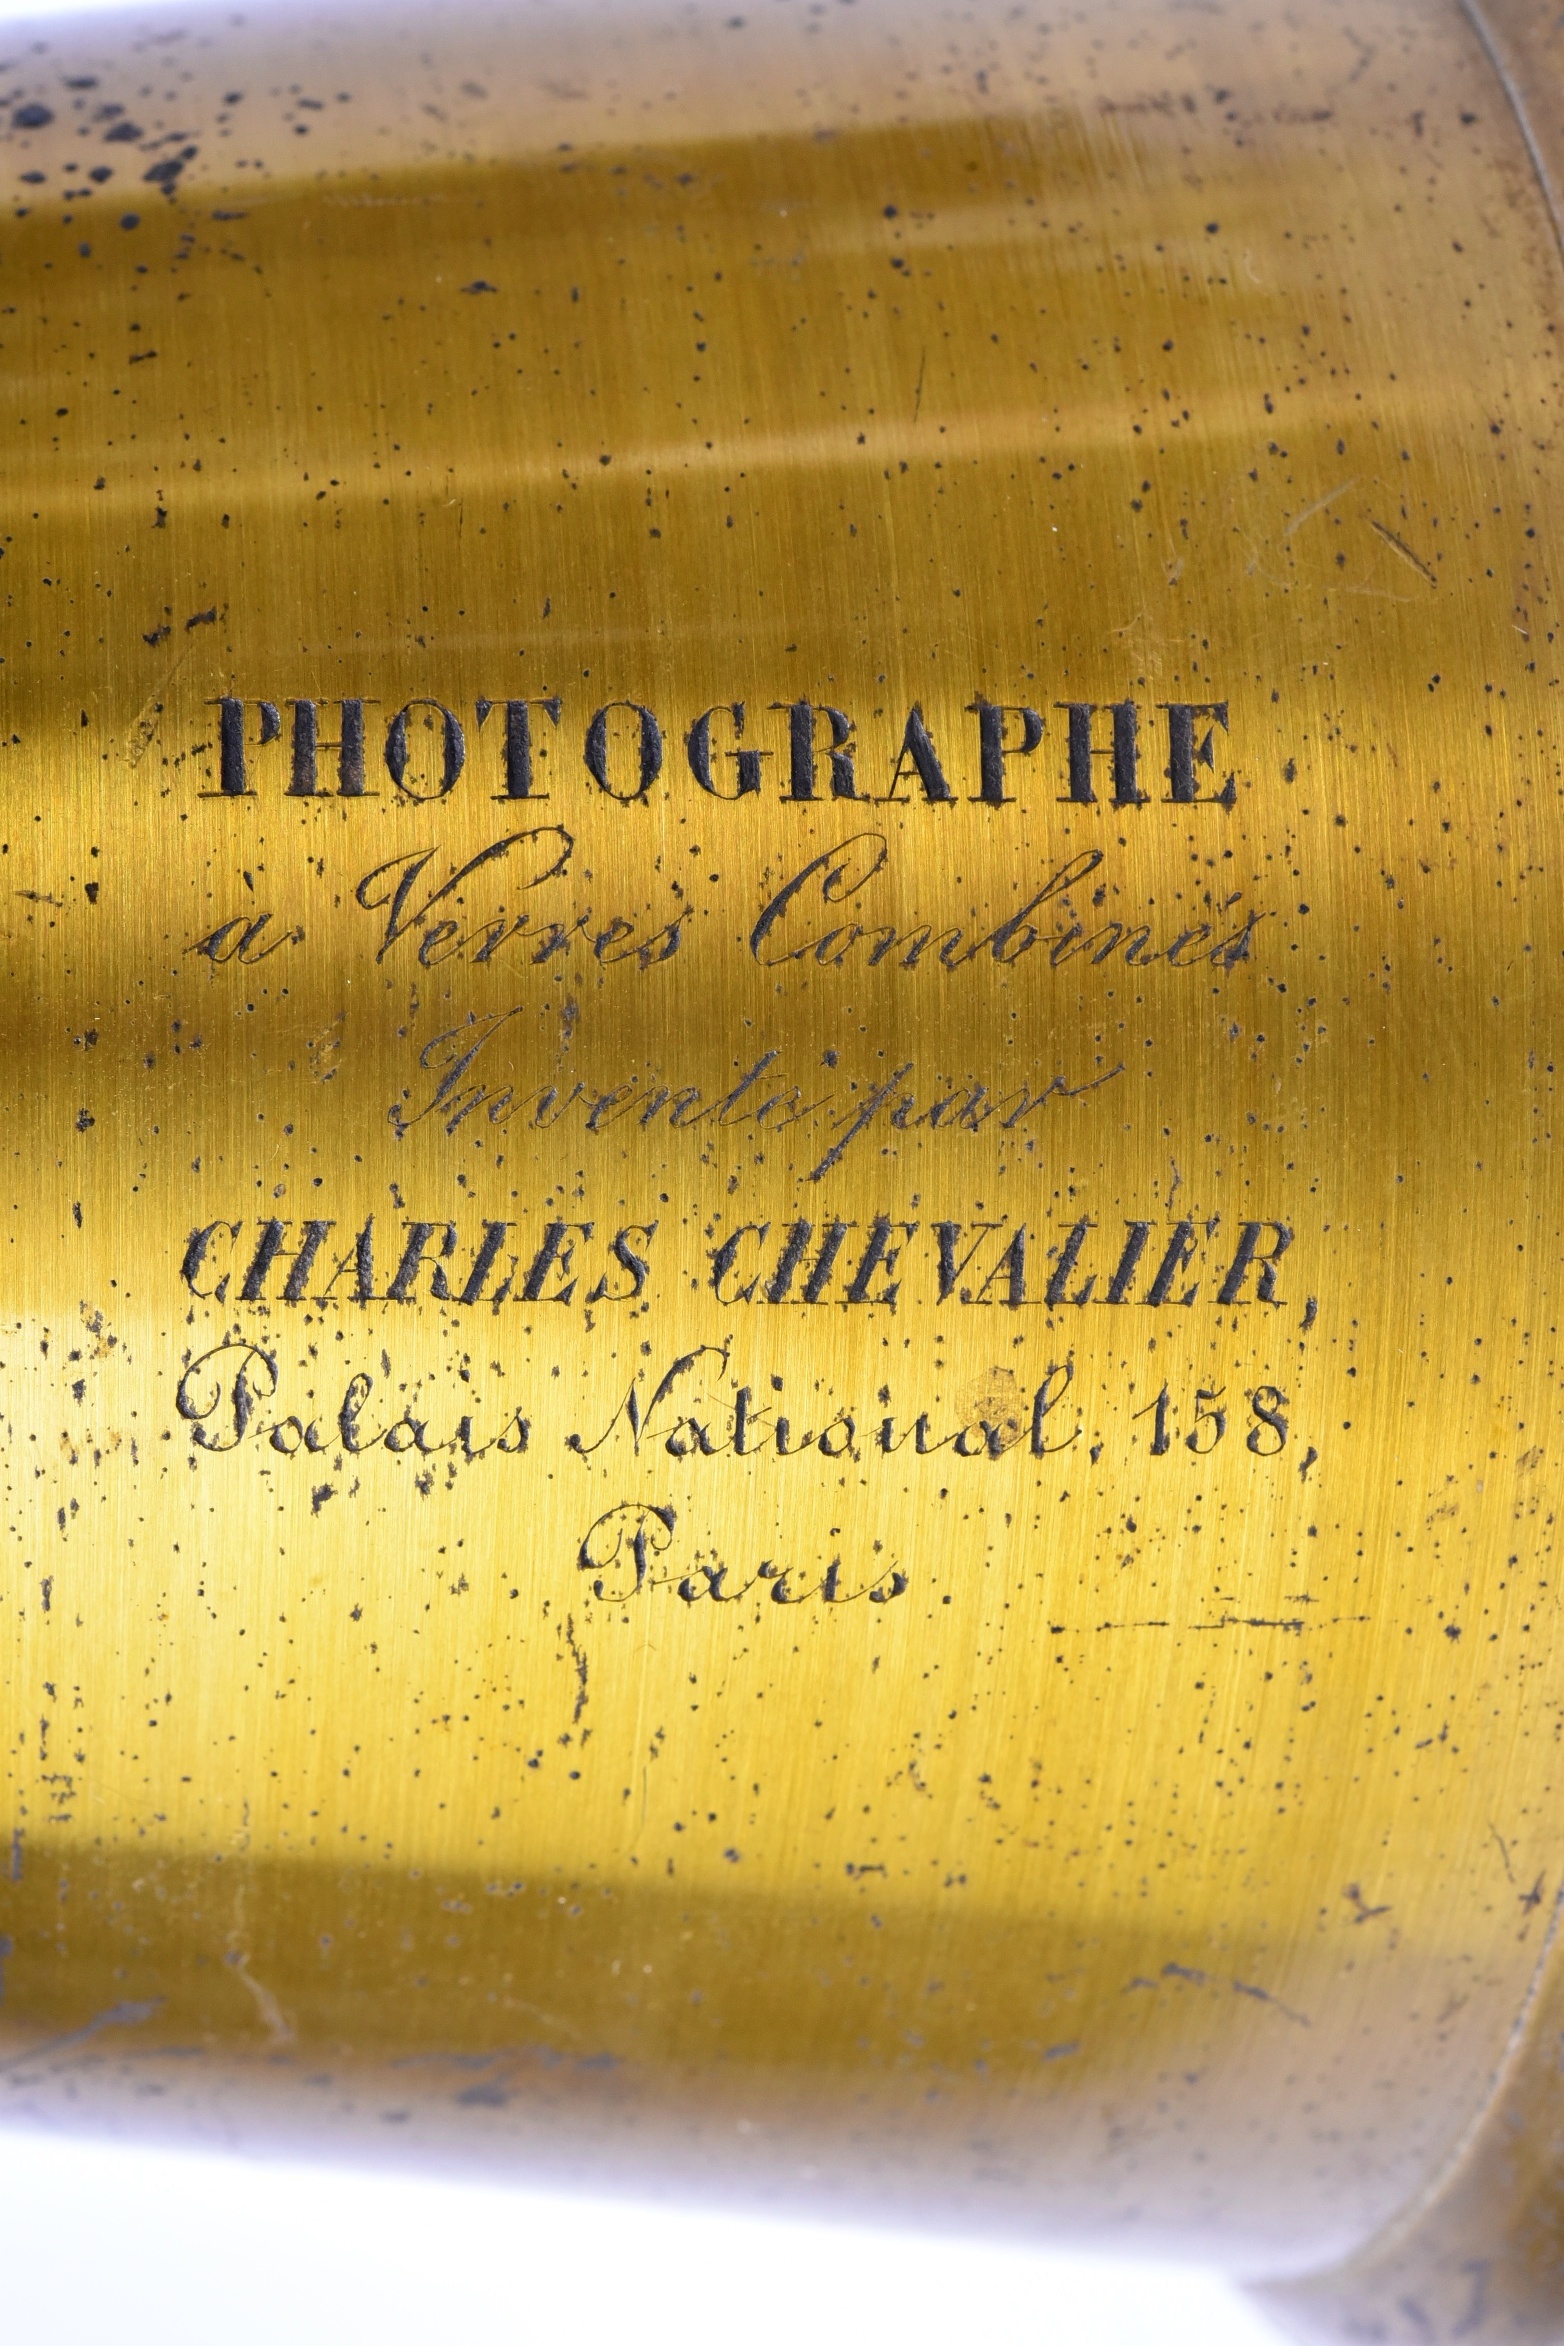 PHOTOGRAPHE
à Verres Combinés
Inventé par
CHARLES CHEVALIER,
Palais National, 158,
Paris.